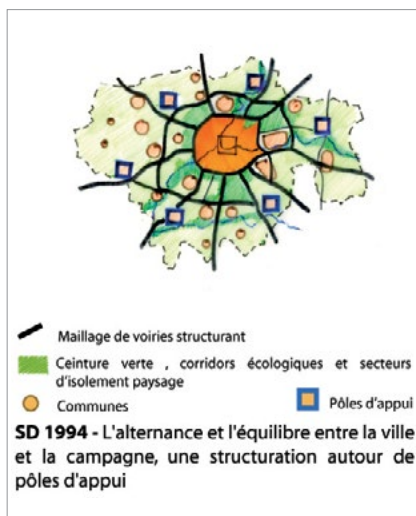 Maillage de voiries structurant
Ceinture verte , corridors écologiques et secteurs
d'isolement paysage
Communes
Pôles d'appui
SD 1994 - L'alternance et l'équilibre entre la ville
et la campagne, une structuration autour de
pôles d'appui